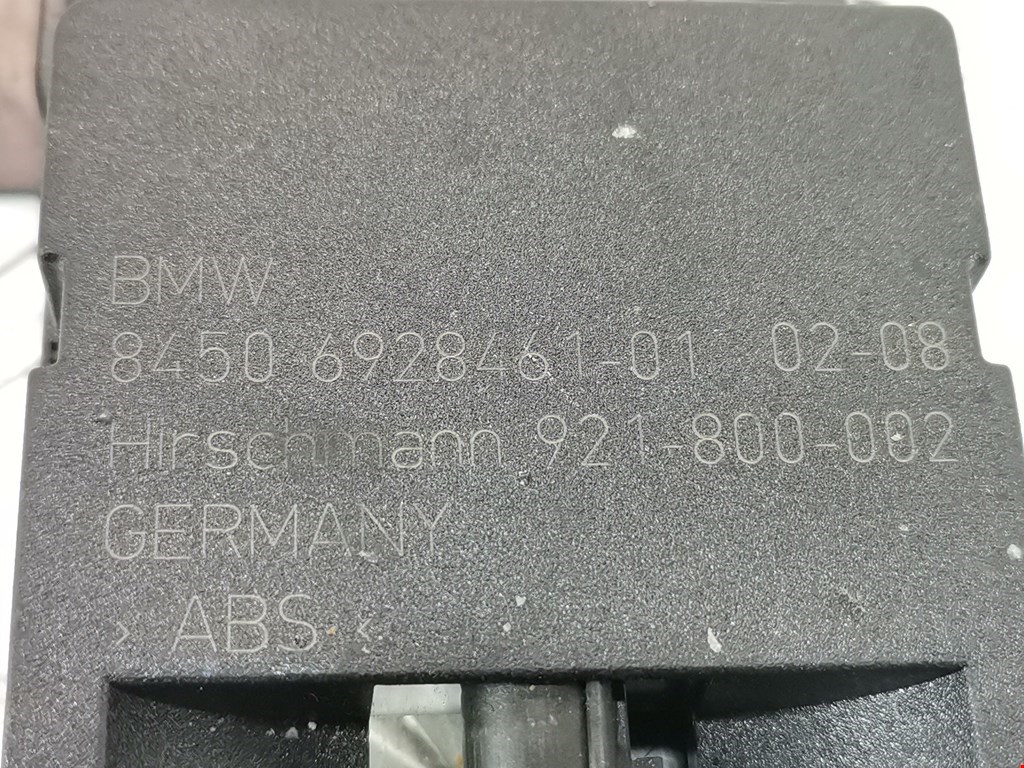 BMW
8450 6928461-01 02-08
Hirschmann 921-800-002
GERMANY
> ABS <